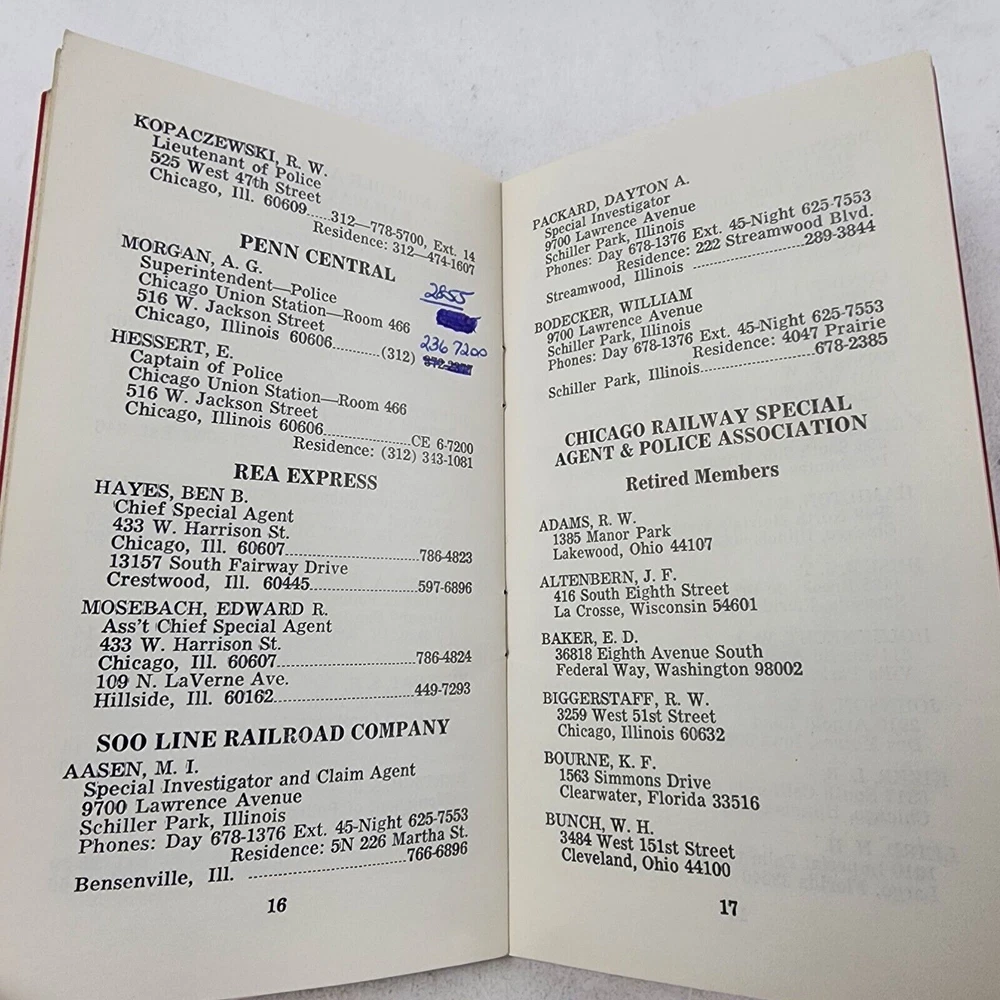 KOPACZEWSKI, R. W.
Lieutenant of Police
525 West 47th Street
Chicago, Ill. 60609.....312—778-5700, Ext. 14
Residence: 312—474-1607
PENN CENTRAL
MORGAN, A. G.
Superintendent—Police
Chicago Union Station—Room 466
2855
516 W. Jackson Street
Chicago, Illinois 60606...........(312)
236 7200
HESSERT, E.
Captain of Police
Chicago Union Station—Room 466
516 W. Jackson Street
Chicago, Illinois 60606......................CE 6-7200
Residence: (312) 343-1081
REA EXPRESS
HAYES, BEN B.
Chief Special Agent
433 W. Harrison St.
Chicago, Ill. 60607................................786-4823
13157 South Fairway Drive
Crestwood, Ill. 60445..........................597-6896
MOSEBACH, EDWARD R.
Ass't Chief Special Agent
433 W. Harrison St.
Chicago, Ill. 60607................................786-4824
109 N. LaVerne Ave.
Hillside, Ill. 60162................................449-7293
SOO LINE RAILROAD COMPANY
AASEN, M. I.
Special Investigator and Claim Agent
9700 Lawrence Avenue
Schiller Park, Illinois
Phones: Day 678-1376 Ext. 45-Night 625-7553
Residence: 5N 226 Martha St.
Bensenville, Ill. ....................................766-6896
16
PACKARD, DAYTON A.
Special Investigator
9700 Lawrence Avenue
Schiller Park, Illinois
Phones: Day 678-1376 Ext. 45-Night 625-7553
Residence: 222 Streamwood Blvd.
Streamwood, Illinois ..........................289-3844
BODECKER, WILLIAM
9700 Lawrence Avenue
Schiller Park, Illinois
Phones: Day 678-1376 Ext. 45-Night 625-7553
Residence: 4047 Prairie
Schiller Park, Illinois...........................678-2385
CHICAGO RAILWAY SPECIAL
AGENT & POLICE ASSOCIATION
Retired Members
ADAMS, R. W.
1385 Manor Park
Lakewood, Ohio 44107
ALTENBERN, J. F.
416 South Eighth Street
La Crosse, Wisconsin 54601
BAKER, E. D.
36818 Eighth Avenue South
Federal Way, Washington 98002
BIGGERSTAFF, R. W.
3259 West 51st Street
Chicago, Illinois 60632
BOURNE, K. F.
1563 Simmons Drive
Clearwater, Florida 33516
BUNCH, W. H.
3484 West 151st Street
Cleveland, Ohio 44100
17